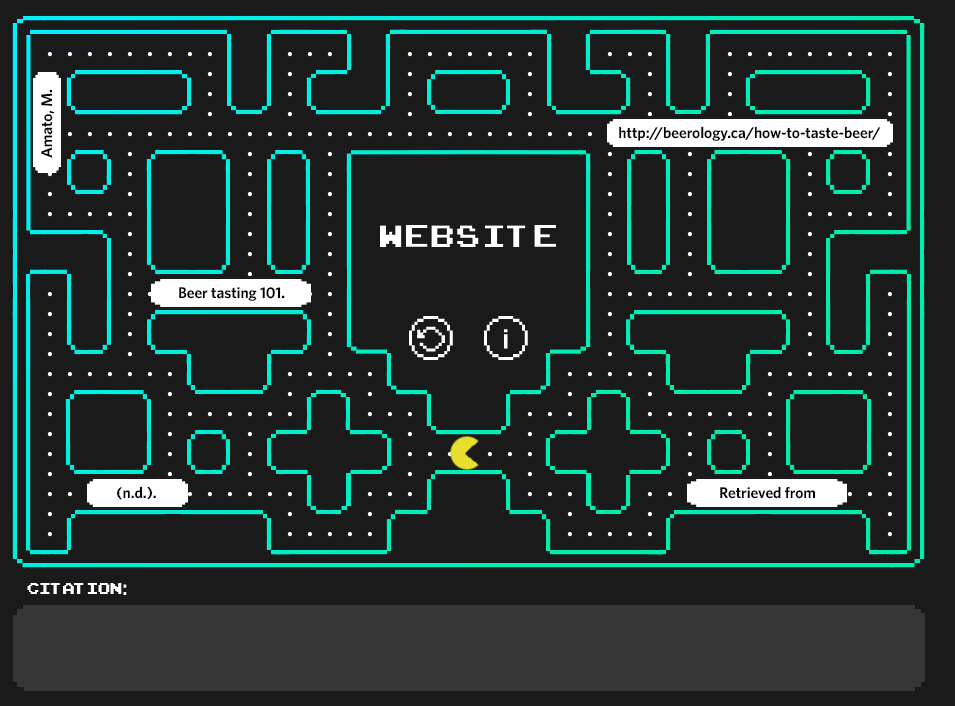 Amato, M.
http://beerology.ca/how-to-taste-beer/
WEBSITE
Beer tasting 101.
i
(n.d.).
Retrieved from
CITATION: